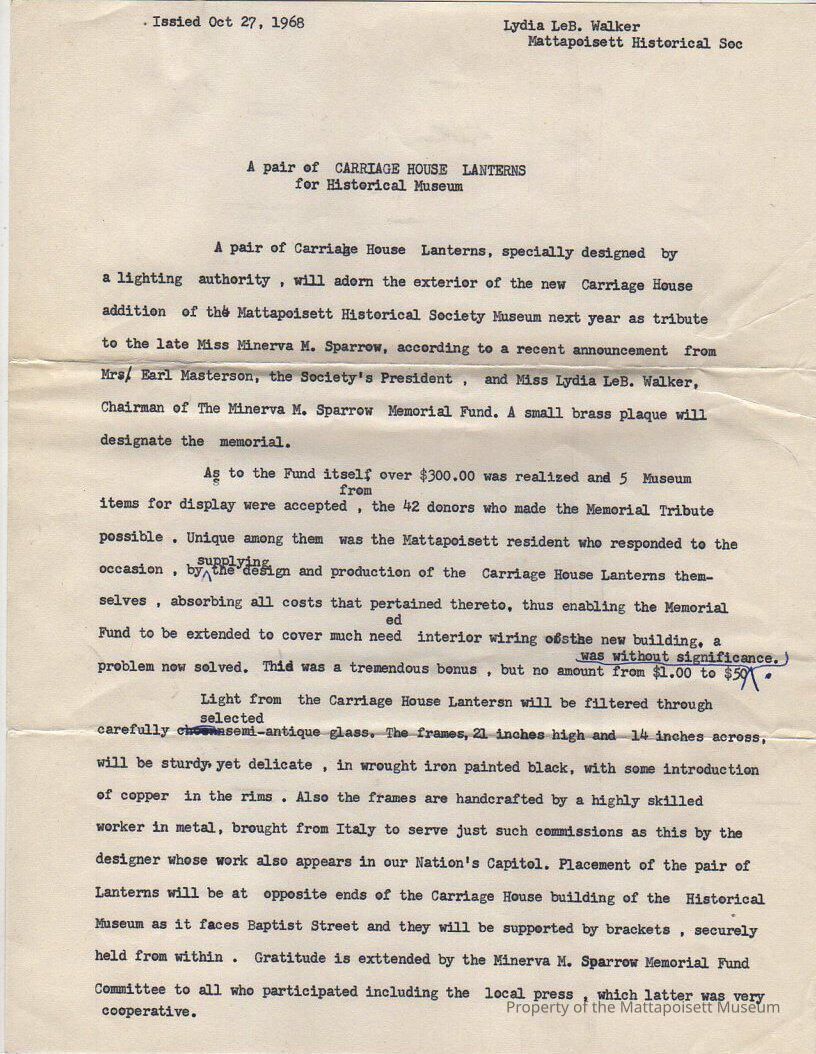 Issied Oct 27, 1968
Lydia LeB. Walker
Mattapoisett Historical Soc
A pair of CARRIAGE HOUSE LANTERNS
for Historical Museum
A pair of Carriahe House Lanterns, specially designed by
a lighting authority , will adorn the exterior of the new Carriage House
addition of the Mattapoisett Historical Society Museum next year as tribute
to the late Miss Minerva M. Sparrow, according to a recent announcement from
Mrs/ Earl Masterson, the Society's President , and Miss Lydia LeB. Walker,
Chairman of The Minerva M. Sparrow Memorial Fund. A small brass plaque will
designate the memorial.
As to the Fund itself over $300.00 was realized and 5 Museum
from
items for display were accepted , the 42 donors who made the Memorial Tribute
possible . Unique among them was the Mattapoisett resident who responded to the
supplying
occasion , by the design and production of the Carriage House Lanterns them-
selves , absorbing all costs that pertained thereto, thus enabling the Memorial
ed
Fund to be extended to cover much need interior wiring of the new building, a
was without significance.)
problem now solved. This was a tremendous bonus , but no amount from $1.00 to $50 .
Light from the Carriage House Lantersn will be filtered through
selected
carefully semi-antique glass. The frames, 21 inches high and 14 inches across,
will be sturdy, yet delicate , in wrought iron painted black, with some introduction
of copper in the rims . Also the frames are handcrafted by a highly skilled
worker in metal, brought from Italy to serve just such commissions as this by the
designer whose work also appears in our Nation's Capitol. Placement of the pair of
Lanterns will be at opposite ends of the Carriage House building of the Historical
Museum as it faces Baptist Street and they will be supported by brackets , securely
held from within . Gratitude is exttended by the Minerva M. Sparrow Memorial Fund
Committee to all who participated including the local press , which latter was very
cooperative.
Property of the Mattapoisett Museum